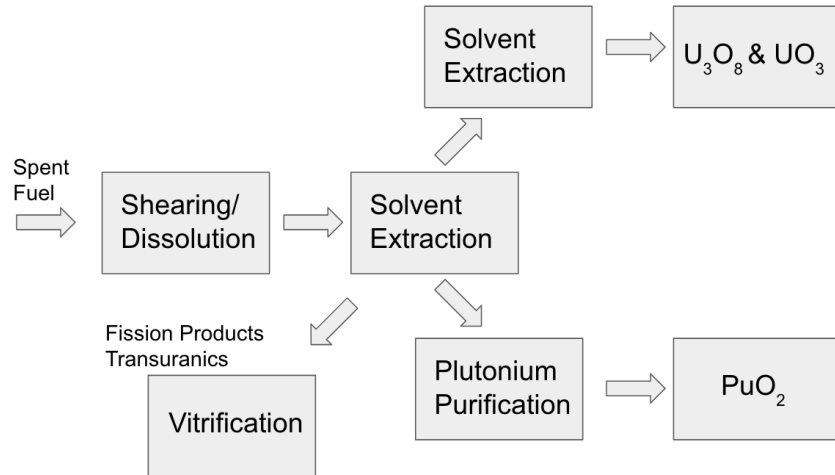 Solvent
Extraction
U₃O₈ & UO₃
Spent
Fuel
Shearing/
Dissolution
Solvent
Extraction
Fission Products
Transuranics
Vitrification
Plutonium
Purification
PuO₂